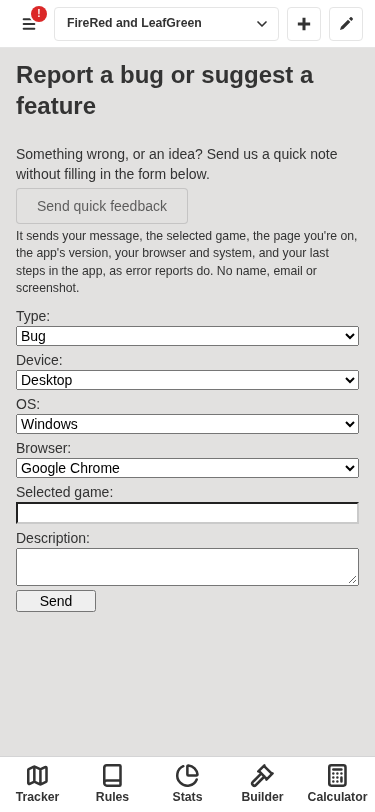 !
FireRed and LeafGreen
Report a bug or suggest a
feature
Something wrong, or an idea? Send us a quick note
without filling in the form below.
Send quick feedback
It sends your message, the selected game, the page you're on,
the app's version, your browser and system, and your last
steps in the app, as error reports do. No name, email or
screenshot.
Type:
Bug
Device:
Desktop
OS:
Windows
Browser:
Google Chrome
Selected game:
Description:
Send
Tracker Rules Stats Builder Calculator